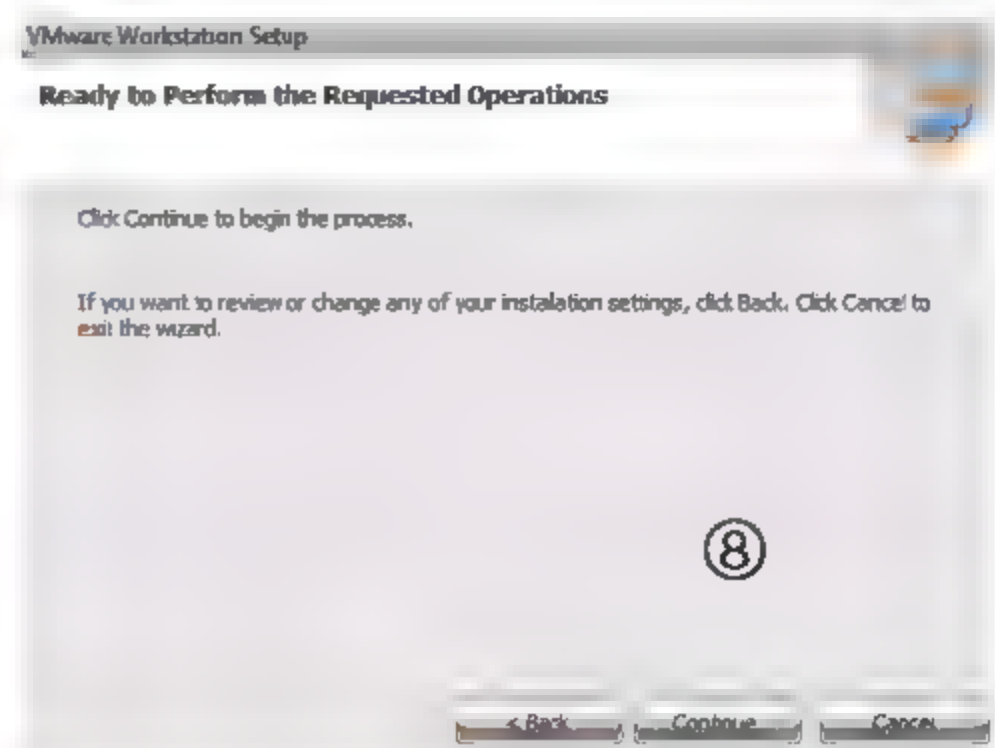 VMware Workstation Setup
Ready to Perform the Requested Operations
Click Continue to begin the process.
If you want to review or change any of your installation settings, click Back. Click Cancel to
exit the wizard.
⑧
< Back Continue Cancel